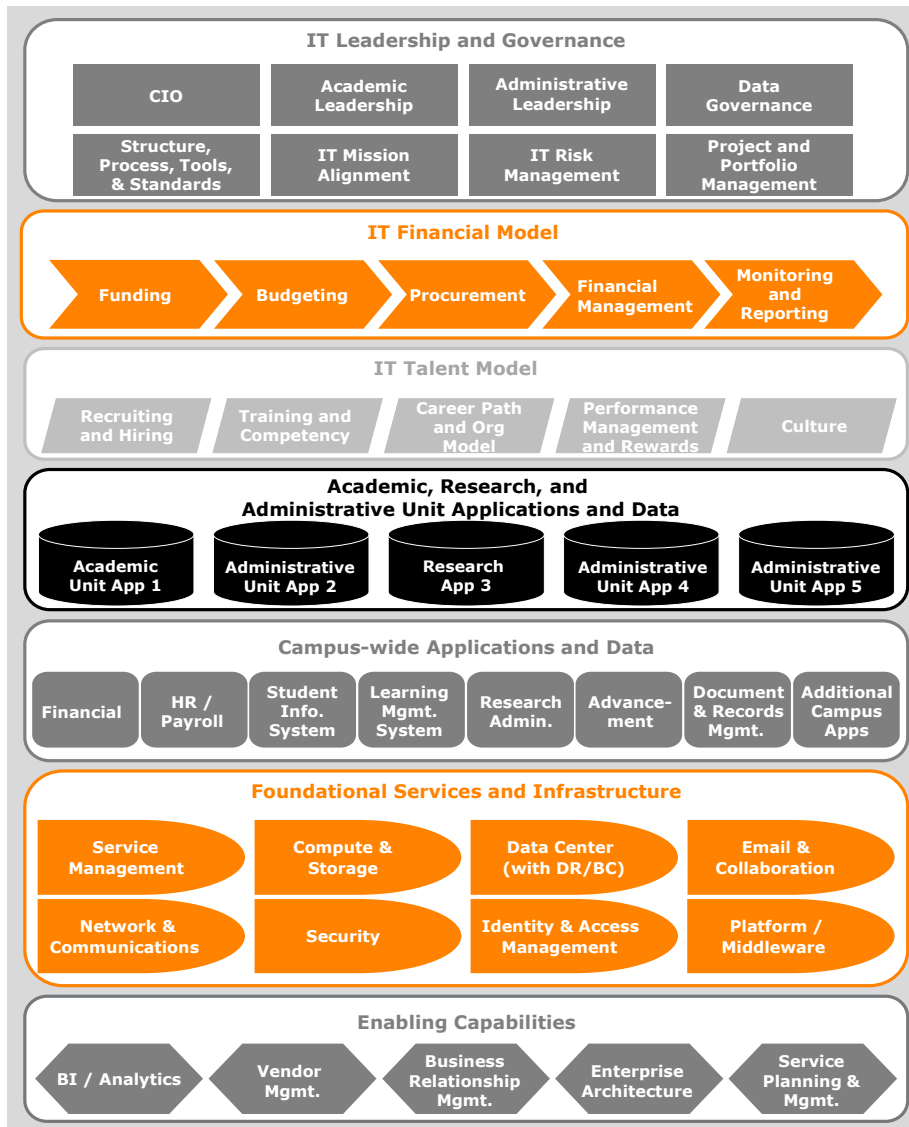 IT Leadership and Governance
CIO
Academic
Leadership
Administrative
Leadership
Data
Governance
Structure,
Process, Tools,
& Standards
IT Mission
Alignment
IT Risk
Management
Project and
Portfolio
Management
IT Financial Model
Funding
Budgeting
Procurement
Financial
Management
Monitoring
and
Reporting
IT Talent Model
Recruiting
and Hiring
Training and
Competency
Career Path
and Org
Model
Performance
Management
and Rewards
Culture
Academic, Research, and
Administrative Unit Applications and Data
Academic
Unit App 1
Administrative
Unit App 2
Research
App 3
Administrative
Unit App 4
Administrative
Unit App 5
Campus-wide Applications and Data
Financial
HR /
Payroll
Student
Info.
System
Learning
Mgmt.
System
Research
Admin.
Advance-
ment
Document
& Records
Mgmt.
Additional
Campus
Apps
Foundational Services and Infrastructure
Service
Management
Compute &
Storage
Data Center
(with DR/BC)
Email &
Collaboration
Network &
Communications
Security
Identity & Access
Management
Platform /
Middleware
Enabling Capabilities
BI / Analytics
Vendor
Mgmt.
Business
Relationship
Mgmt.
Enterprise
Architecture
Service
Planning &
Mgmt.